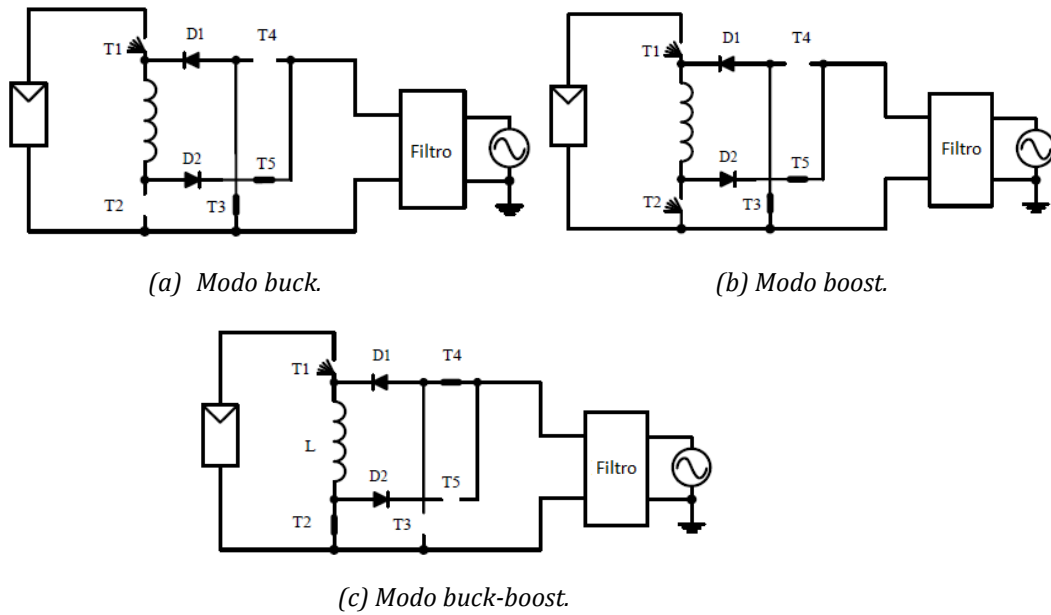 T1
D1
T4
D2
T5
T2
T3
Filtro
(a) Modo buck.
T1
D1
T4
D2
T5
T2
T3
Filtro
(b) Modo boost.
T1
D1
T4
L
D2
T5
T2
T3
Filtro
(c) Modo buck-boost.